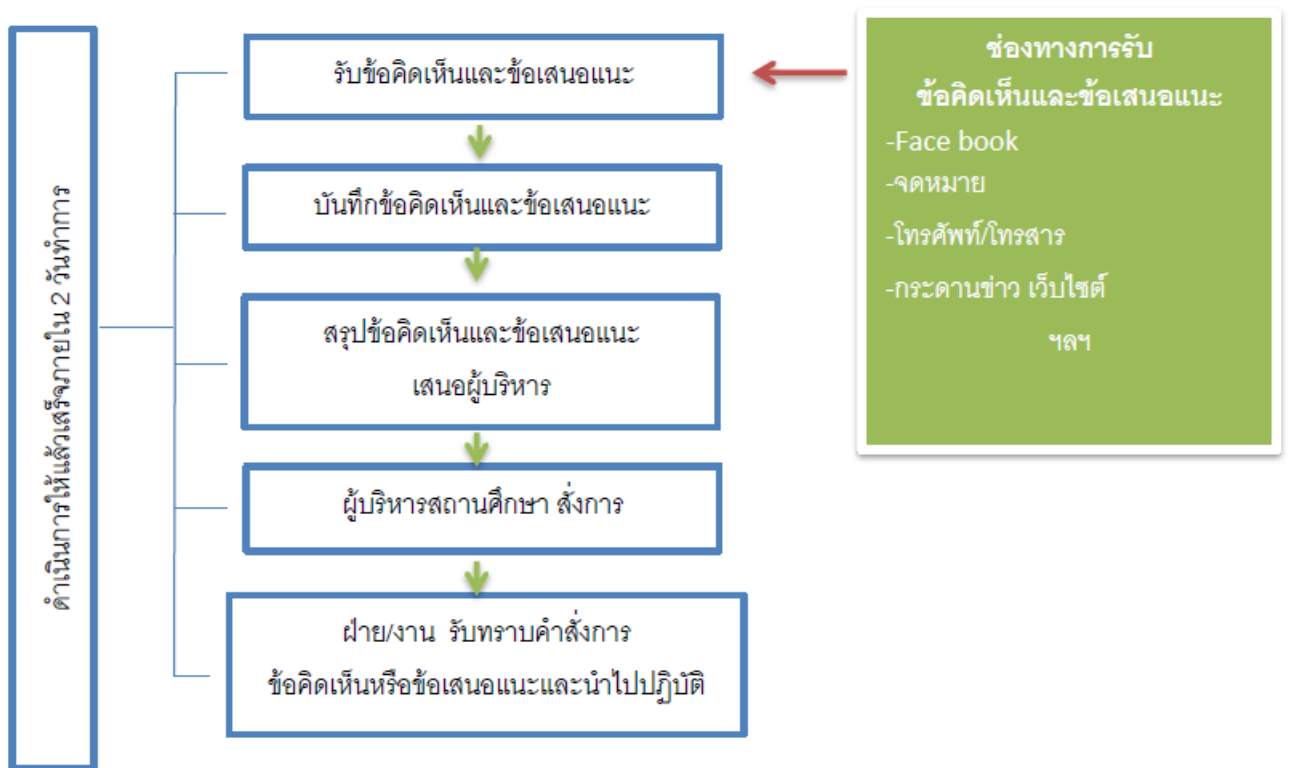 ดำเนินการให้แล้วเสร็จภายใน 2 วันทำการ
รับข้อคิดเห็นและข้อเสนอแนะ
บันทึกข้อคิดเห็นและข้อเสนอแนะ
สรุปข้อคิดเห็นและข้อเสนอแนะ
เสนอผู้บริหาร
ผู้บริหารสถานศึกษา สั่งการ
ฝ่าย/งาน รับทราบคำสั่งการ
ข้อคิดเห็นหรือข้อเสนอแนะและนำไปปฏิบัติ
ช่องทางการรับ
ข้อคิดเห็นและข้อเสนอแนะ
-Face book
-จดหมาย
-โทรศัพท์/โทรสาร
-กระดานข่าว เว็บไซต์
ฯลฯ